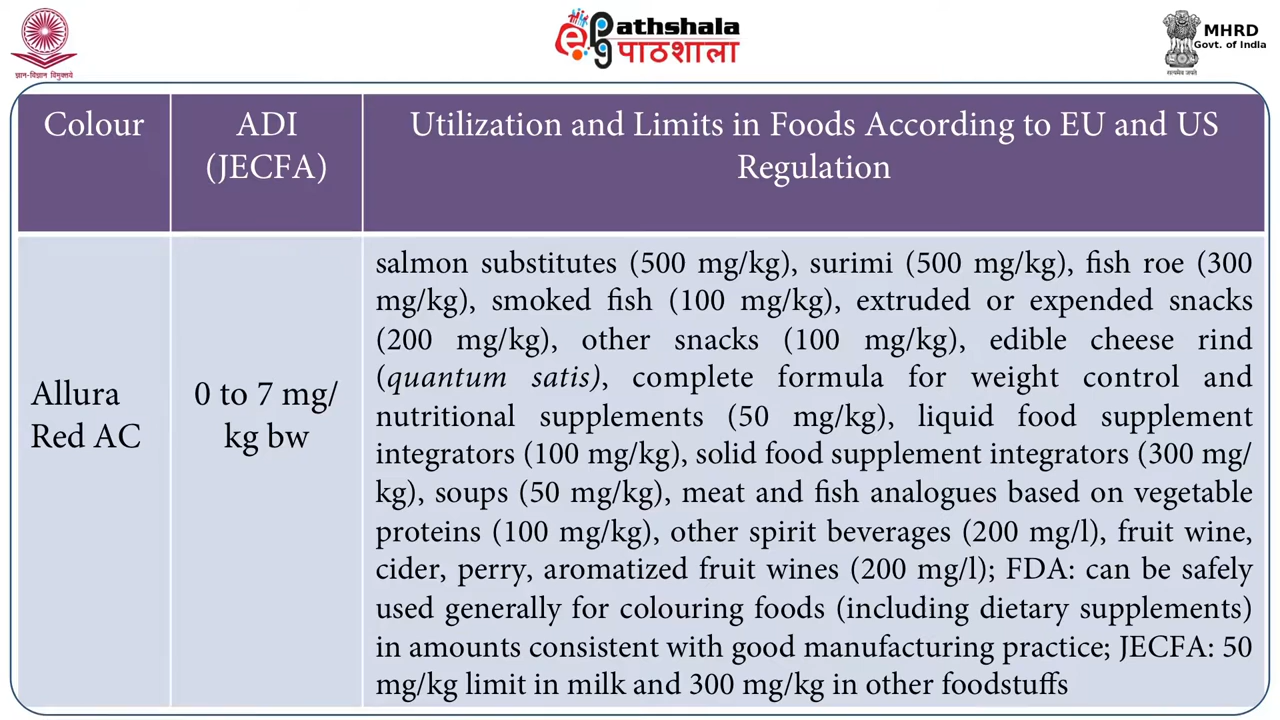 ज्ञान-विज्ञान विमुक्तये
Pathshala
पाठशाला
MHRD
Govt. of India
सत्यमेव जयते
Colour
ADI
(JECFA)
Utilization and Limits in Foods According to EU and US
Regulation
Allura
Red AC
0 to 7 mg/
kg bw
salmon substitutes (500 mg/kg), surimi (500 mg/kg), fish roe (300
mg/kg), smoked fish (100 mg/kg), extruded or expended snacks
(200 mg/kg), other snacks (100 mg/kg), edible cheese rind
(quantum satis), complete formula for weight control and
nutritional supplements (50 mg/kg), liquid food supplement
integrators (100 mg/kg), solid food supplement integrators (300 mg/
kg), soups (50 mg/kg), meat and fish analogues based on vegetable
proteins (100 mg/kg), other spirit beverages (200 mg/l), fruit wine,
cider, perry, aromatized fruit wines (200 mg/l); FDA: can be safely
used generally for colouring foods (including dietary supplements)
in amounts consistent with good manufacturing practice; JECFA: 50
mg/kg limit in milk and 300 mg/kg in other foodstuffs